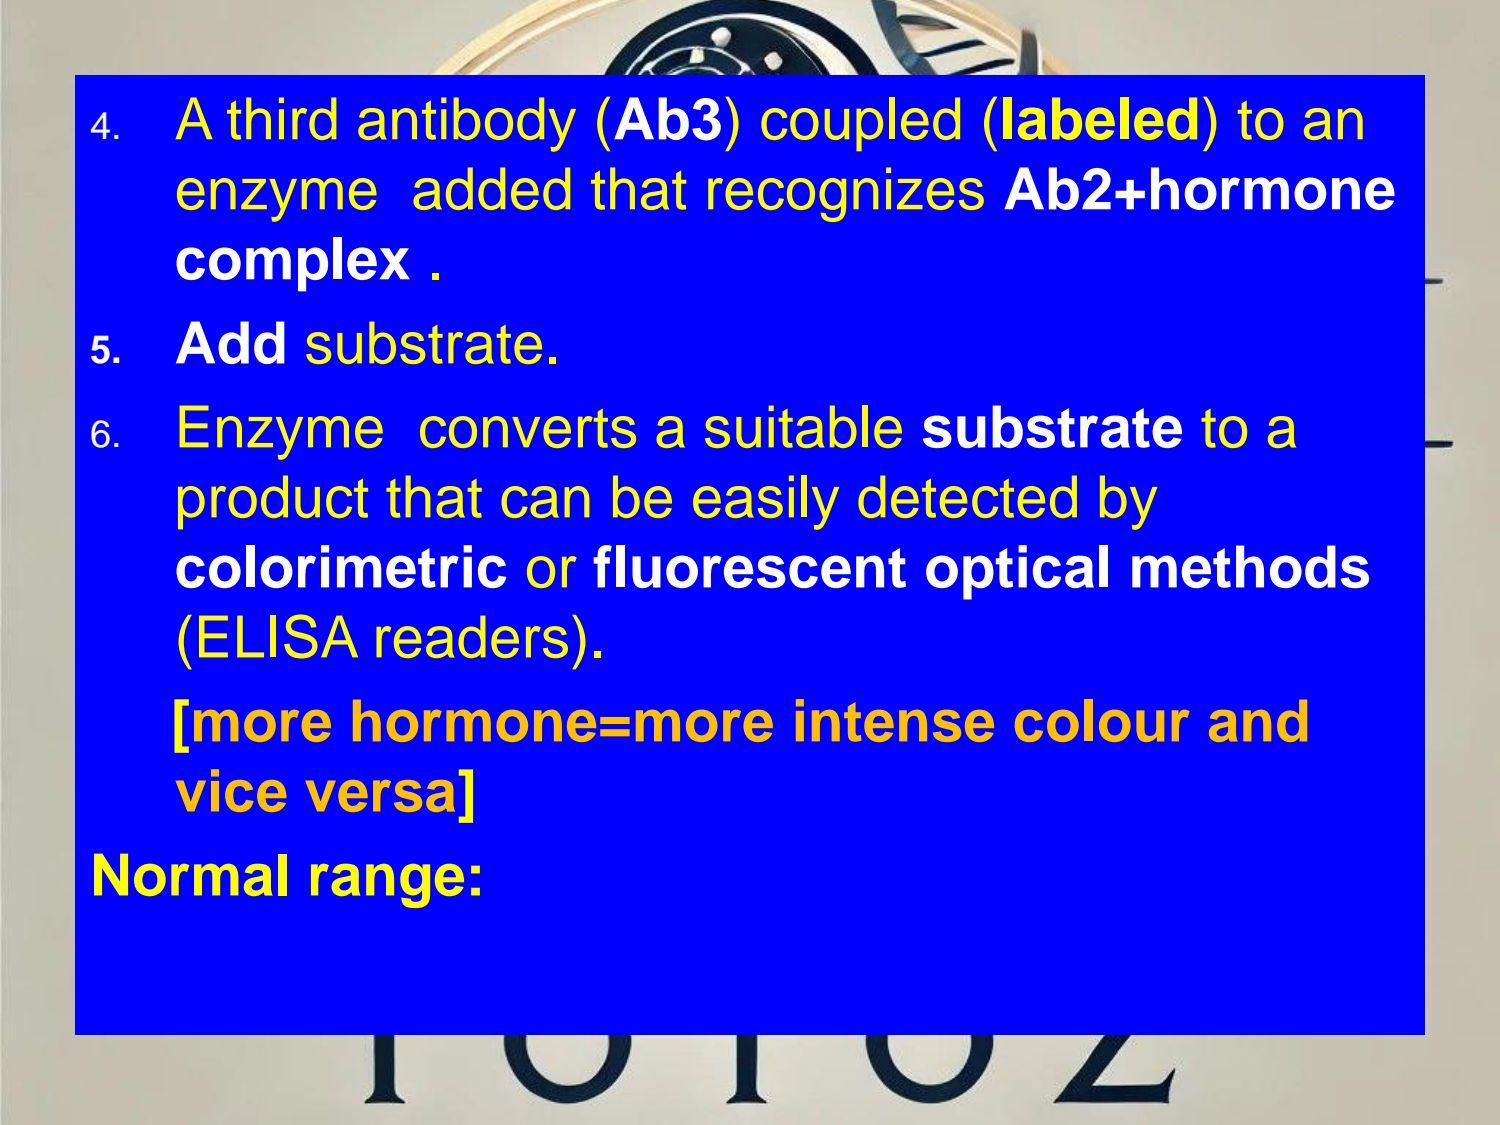 4. A third antibody (Ab3) coupled (labeled) to an
enzyme  added that recognizes Ab2+hormone
complex .
5. Add substrate.
6. Enzyme  converts a suitable substrate to a
product that can be easily detected by
colorimetric or fluorescent optical methods
(ELISA readers).
[more hormone=more intense colour and
vice versa]
Normal range: